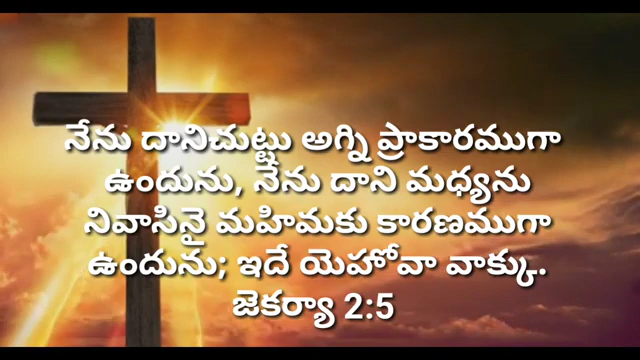 నేను దానిచుట్టు అగ్ని ప్రాకారముగా
ఉందును, నేను దాని మధ్యను
నివాసినై మహిమకు కారణముగా
ఉందును; ఇదే యెహోవా వాక్కు.
జెకర్యా 2:5